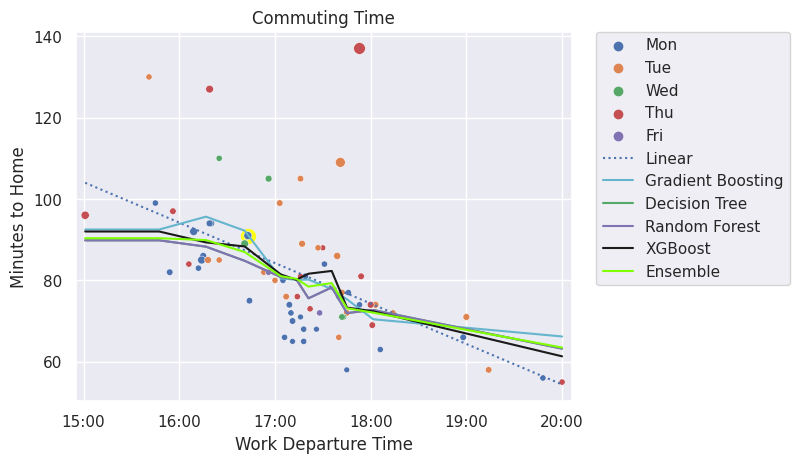 Commuting Time
140
120
100
80
60
Minutes to Home
15:00 16:00 17:00 18:00 19:00 20:00
Work Departure Time
Mon
Tue
Wed
Thu
Fri
Linear
Gradient Boosting
Decision Tree
Random Forest
XGBoost
Ensemble